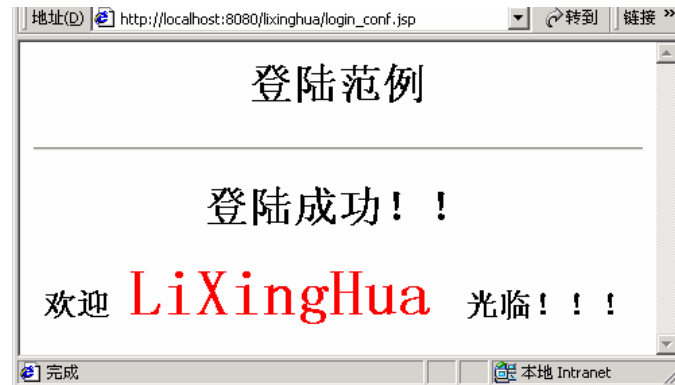 地址(D) http://localhost:8080/lixinghua/login_conf.jsp 转到 链接 »
登陆范例
登陆成功！！
欢迎 LiXingHua 光临！！！
完成 本地 Intranet